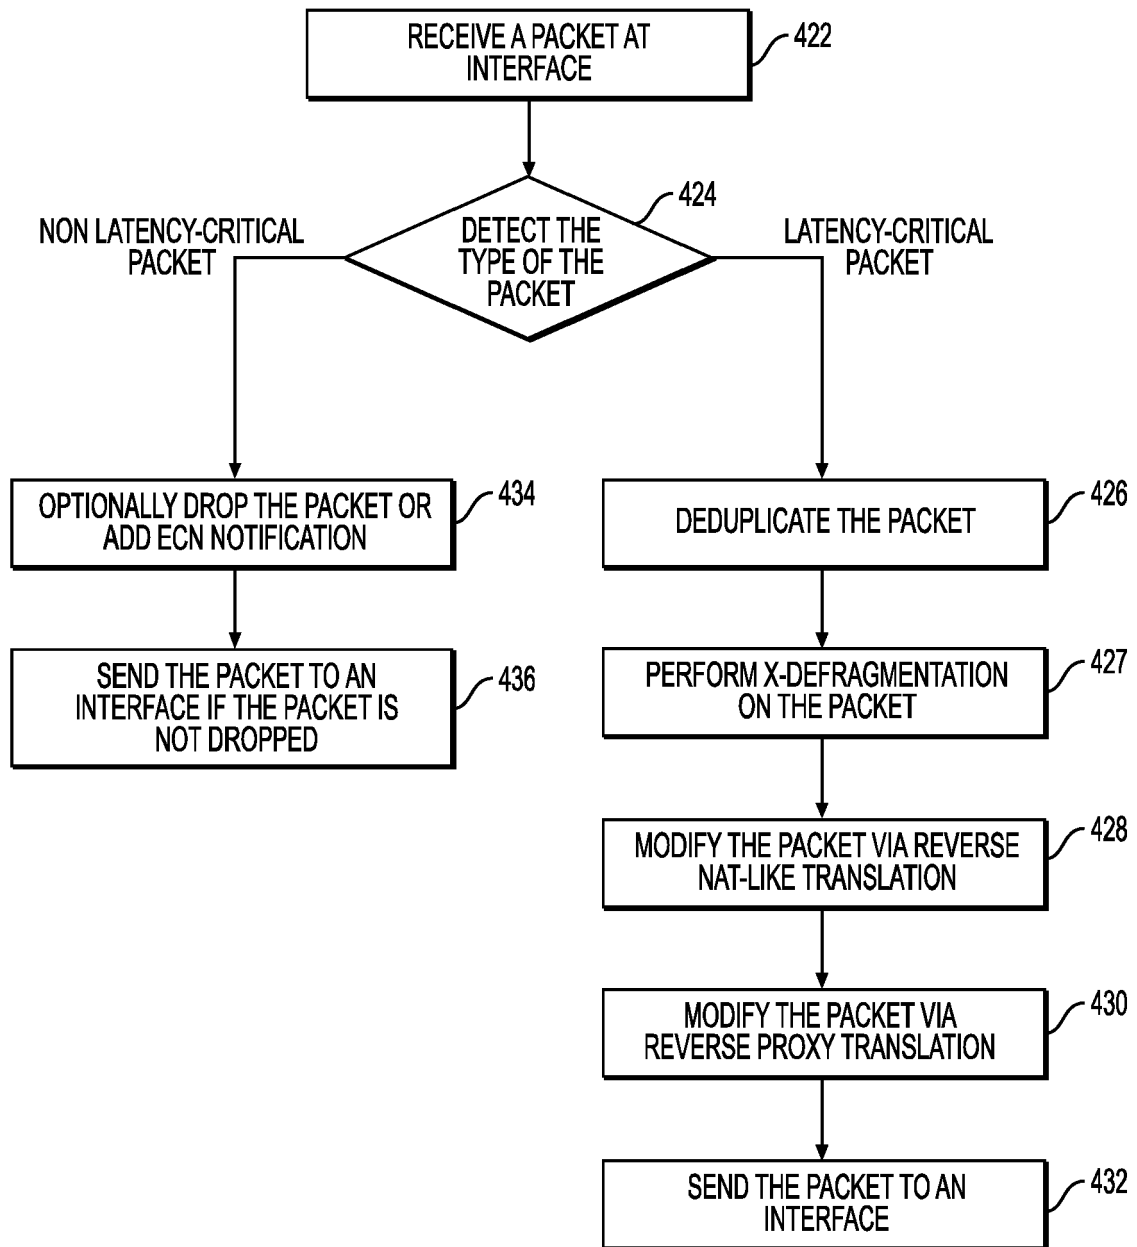 RECEIVE A PACKET AT
INTERFACE
422
424
NON LATENCY-CRITICAL
PACKET
DETECT THE
TYPE OF THE
PACKET
LATENCY-CRITICAL
PACKET
OPTIONALLY DROP THE PACKET OR
ADD ECN NOTIFICATION
434
DEDUPLICATE THE PACKET
426
SEND THE PACKET TO AN
INTERFACE IF THE PACKET IS
NOT DROPPED
436
PERFORM X-DEFRAGMENTATION
ON THE PACKET
427
MODIFY THE PACKET VIA REVERSE
NAT-LIKE TRANSLATION
428
MODIFY THE PACKET VIA
REVERSE PROXY TRANSLATION
430
SEND THE PACKET TO AN
INTERFACE
432